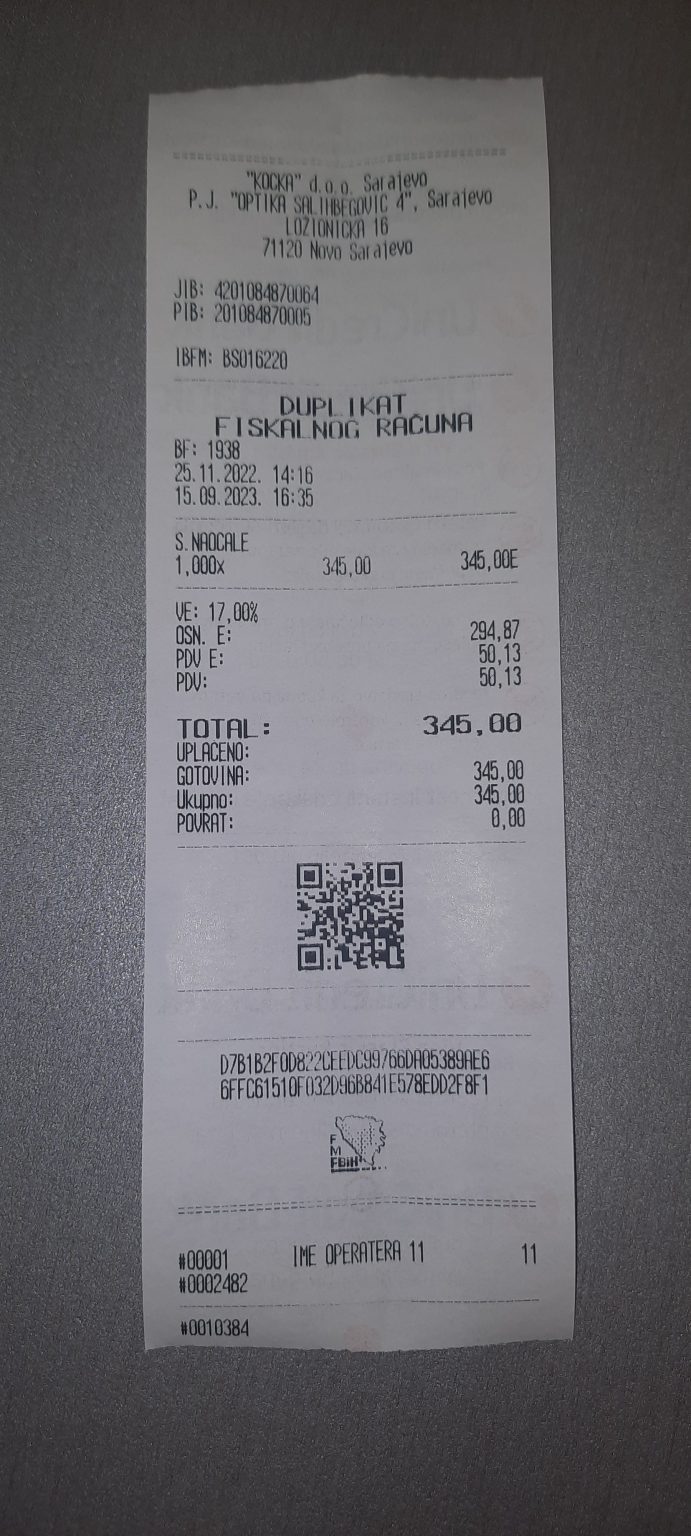 "KOCKA" d.o.o. Sarajevo
P.J. "OPTIKA SALIHBEGOVIC 4", Sarajevo
LOZIONICKA 16
71120 Novo Sarajevo
JIB: 4201084870064
PIB: 201084870005
IBFM: BS016220
DUPLIKAT
FISKALNOG RAČUNA
BF: 1938
25.11.2022. 14:16
15.09.2023. 16:35
S.NAOCALE
1,000x 345,00 345,00E
VE: 17,00%
OSN. E: 294,87
PDV E: 50,13
PDV: 50,13
TOTAL: 345,00
UPLAĆENO:
GOTOVINA: 345,00
Ukupno: 345,00
POVRAT: 0,00
D7B1B2F0D822CEEDC99766DA05389AE6
6FFC61510F032D96B841E578EDD2F8F1
F
M
FBiH
#00001 IME OPERATERA 11 11
#0002482
#0010384